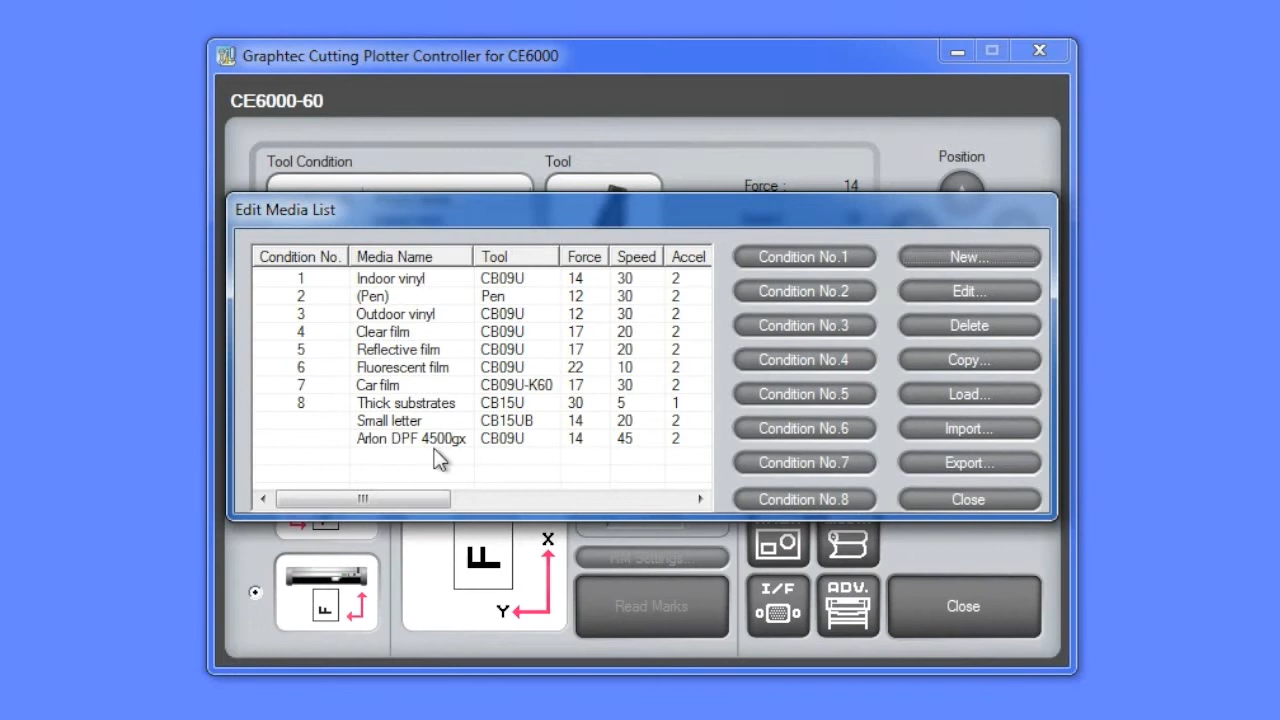 Graphtec Cutting Plotter Controller for CE6000
CE6000-60
Tool Condition Tool Position
Force : 14
Edit Media List
Condition No. Media Name Tool Force Speed Accel
1 Indoor vinyl CB09U 14 30 2
2 (Pen) Pen 12 30 2
3 Outdoor vinyl CB09U 12 30 2
4 Clear film CB09U 17 20 2
5 Reflective film CB09U 17 20 2
6 Fluorescent film CB09U 22 10 2
7 Car film CB09U-K60 17 30 2
8 Thick substrates CB15U 30 5 1
Small letter CB15UB 14 20 2
Arlon DPF 4500gx CB09U 14 45 2
Condition No.1 New...
Condition No.2 Edit...
Condition No.3 Delete
Condition No.4 Copy...
Condition No.5 Load...
Condition No.6 Import...
Condition No.7 Export...
Condition No.8 Close
F
X
Y
F
Read Marks
I/F
ADV.
Close